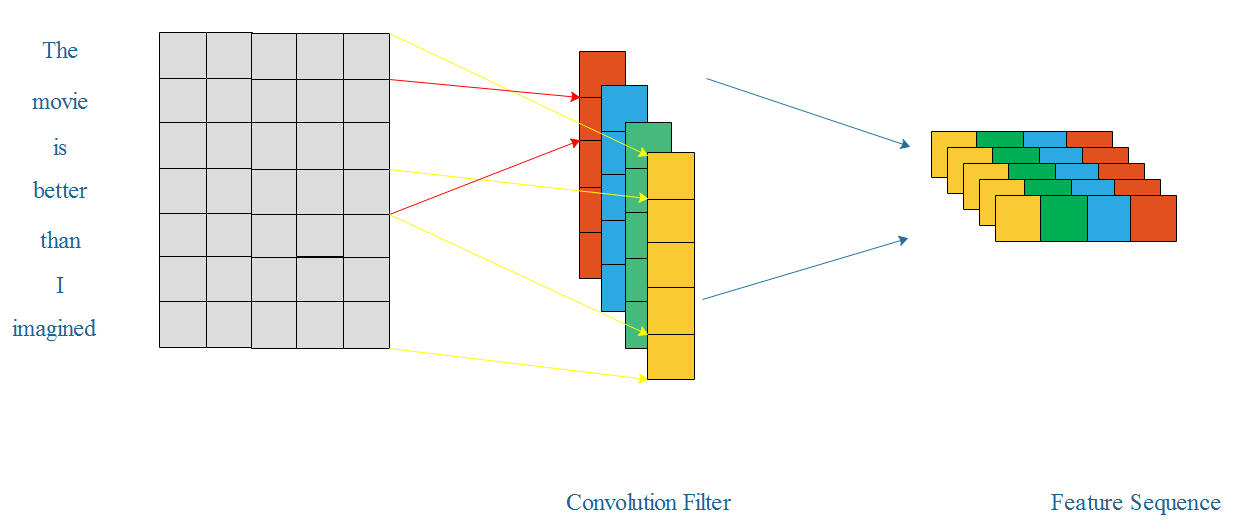 The
movie
is
better
than
I
imagined
Convolution Filter
Feature Sequence